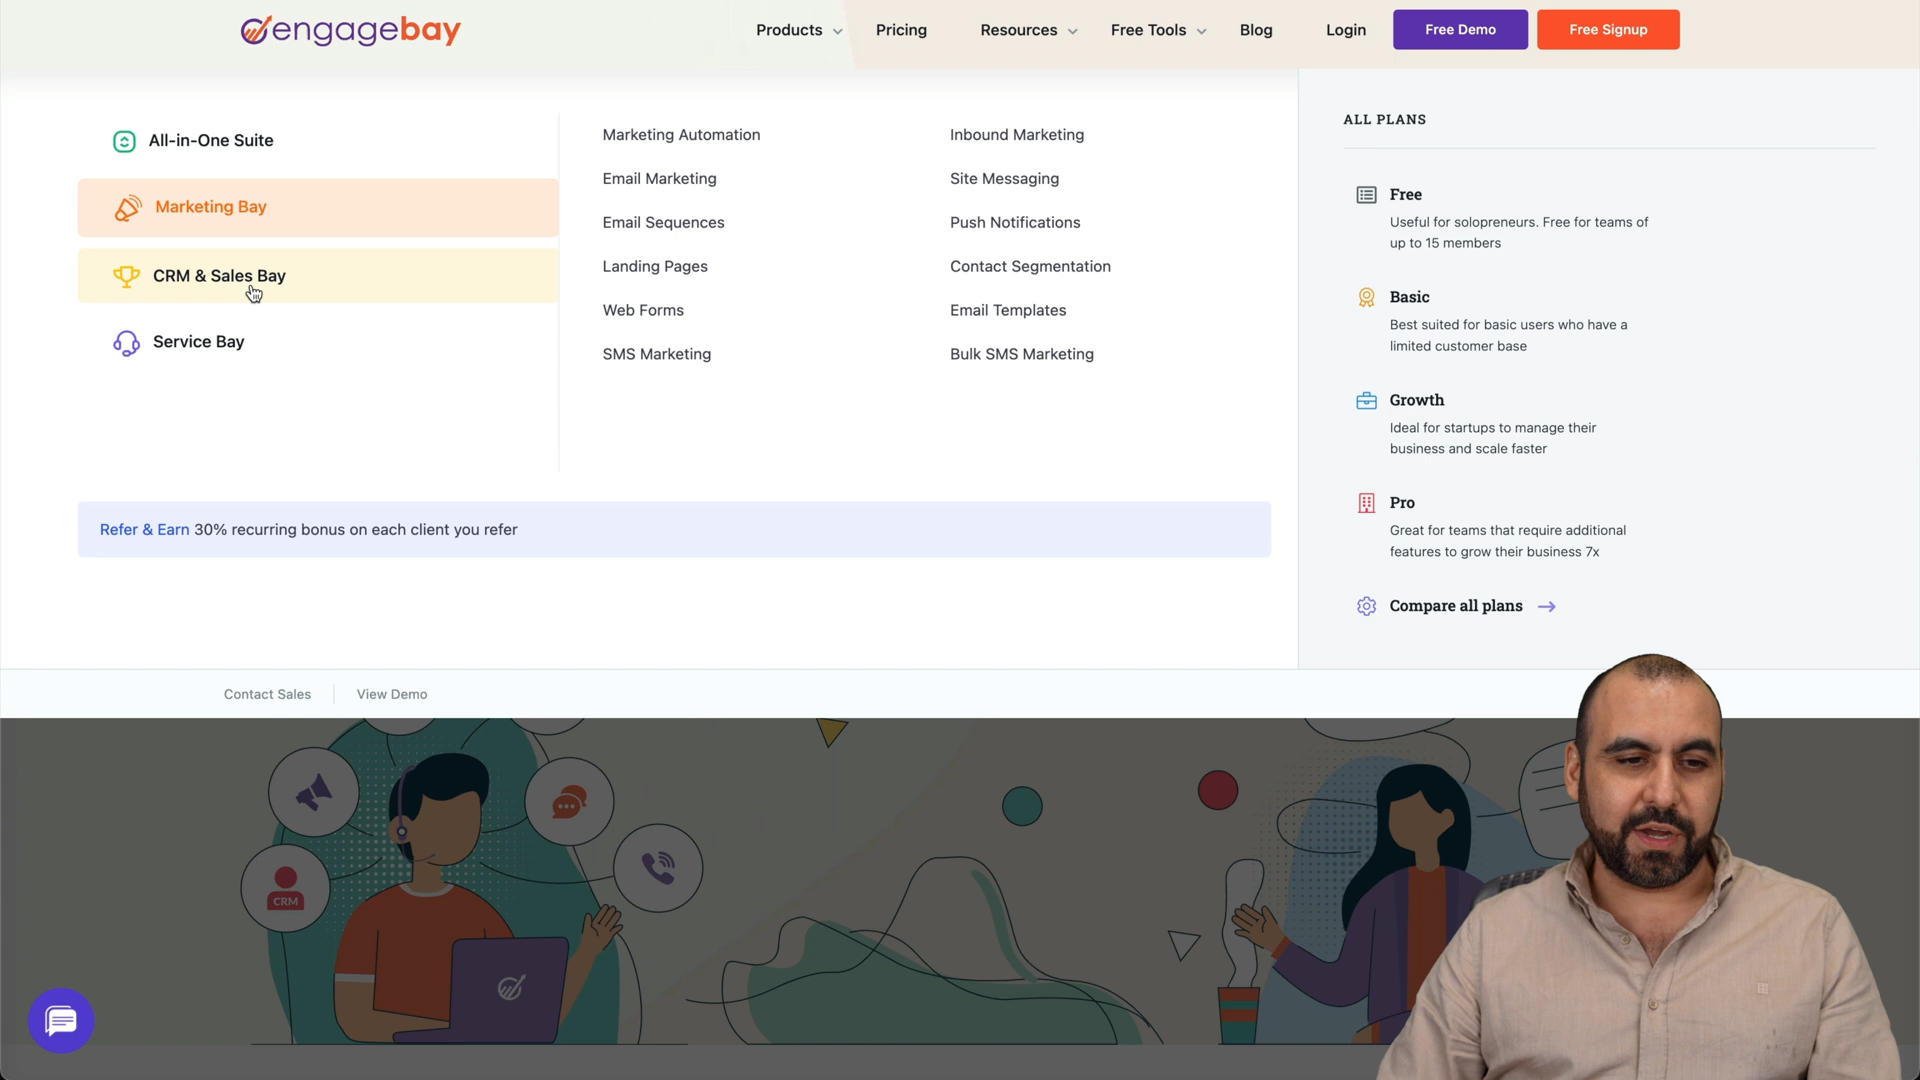 engagebay
Products
Pricing
Resources
Free Tools
Blog
Login
Free Demo
Free Signup
All-in-One Suite
Marketing Bay
CRM & Sales Bay
Service Bay
Marketing Automation
Email Marketing
Email Sequences
Landing Pages
Web Forms
SMS Marketing
Inbound Marketing
Site Messaging
Push Notifications
Contact Segmentation
Email Templates
Bulk SMS Marketing
Refer & Earn 30% recurring bonus on each client you refer
ALL PLANS
Free
Useful for solopreneurs. Free for teams of
up to 15 members
Basic
Best suited for basic users who have a
limited customer base
Growth
Ideal for startups to manage their
business and scale faster
Pro
Great for teams that require additional
features to grow their business 7x
Compare all plans
Contact Sales
View Demo
CRM